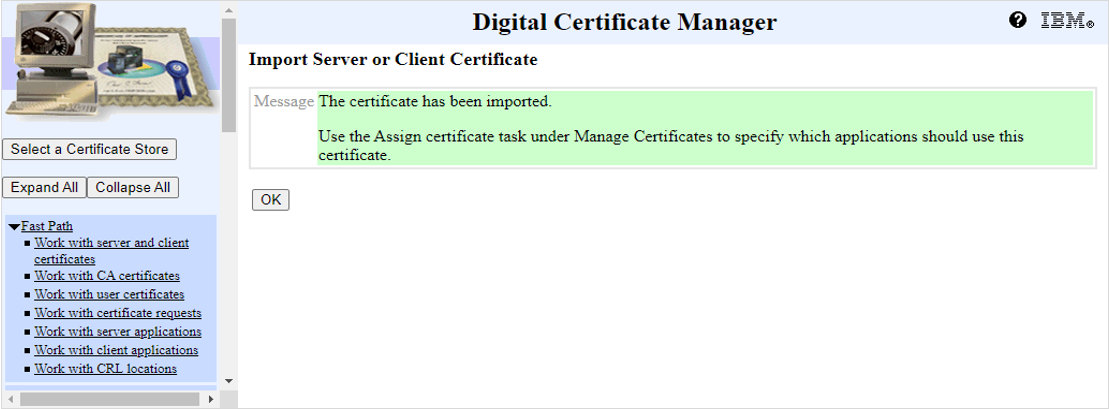 Digital Certificate Manager
IBM®
Select a Certificate Store
Expand All Collapse All
Fast Path
Work with server and client
certificates
Work with CA certificates
Work with user certificates
Work with certificate requests
Work with server applications
Work with client applications
Work with CRL locations
Import Server or Client Certificate
Message The certificate has been imported.
Use the Assign certificate task under Manage Certificates to specify which applications should use this
certificate.
OK